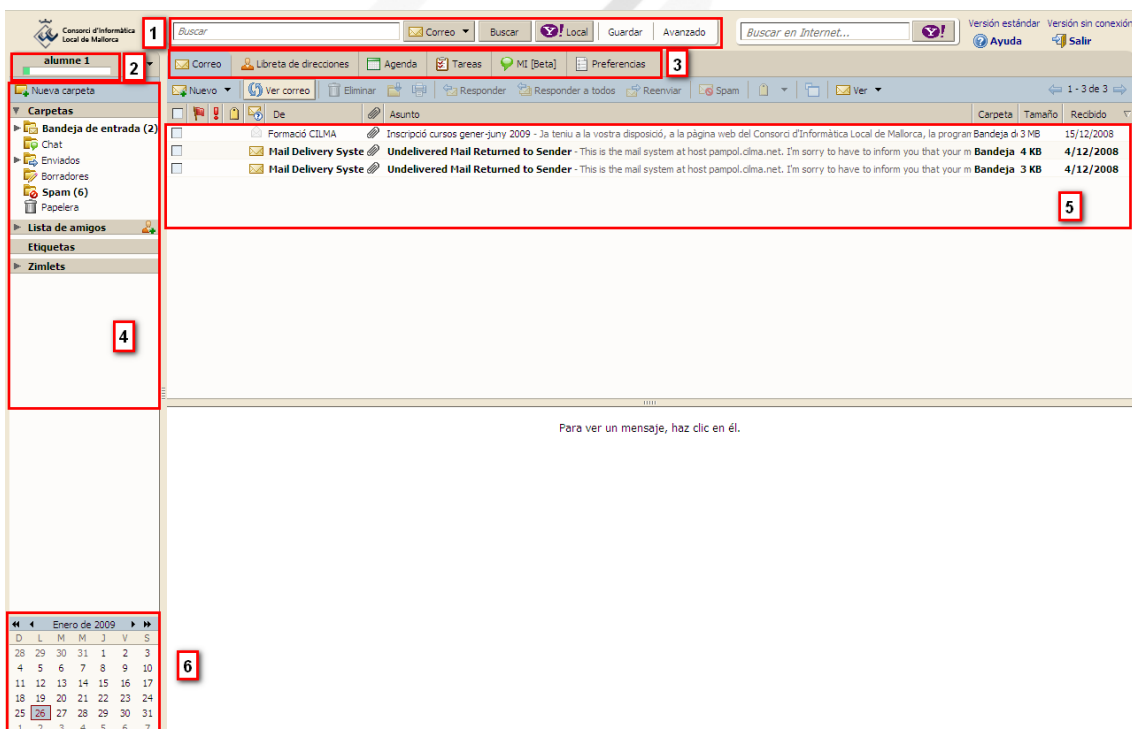 Consorci d'Informàtica
Local de Mallorca
1
Buscar
Correo
Buscar
Y! Local
Guardar
Avanzado
Buscar en Internet...
Y!
Versión estándar
Versión sin conexión
Ayuda
Salir
alumne 1
2
Correo
Libreta de direcciones
Agenda
Tareas
MI [Beta]
Preferencias
3
Nueva carpeta
Nuevo
Ver correo
Eliminar
Responder
Responder a todos
Reenviar
Spam
Ver
1 - 3 de 3
Carpetas
Bandeja de entrada (2)
Chat
Enviados
Borradores
Spam (6)
Papelera
Lista de amigos
Etiquetas
Zimlets
4
De Asunto Carpeta Tamaño Recibido
Formació CILMA Inscripció cursos gener-juny 2009 - Ja teniu a la vostra disposició, a la pàgina web del Consorci d'Informàtica Local de Mallorca, la program Bandeja de 3 MB 15/12/2008
Mail Delivery Syste Undelivered Mail Returned to Sender - This is the mail system at host pampol.cilma.net. I'm sorry to have to inform you that your m Bandeja 4 KB 4/12/2008
Mail Delivery Syste Undelivered Mail Returned to Sender - This is the mail system at host pampol.cilma.net. I'm sorry to have to inform you that your m Bandeja 3 KB 4/12/2008
5
Para ver un mensaje, haz clic en él.
Enero de 2009
D L M M J V S
28 29 30 31 1 2 3
4 5 6 7 8 9 10
11 12 13 14 15 16 17
18 19 20 21 22 23 24
25 26 27 28 29 30 31
1 2 3 4 5 6 7
6